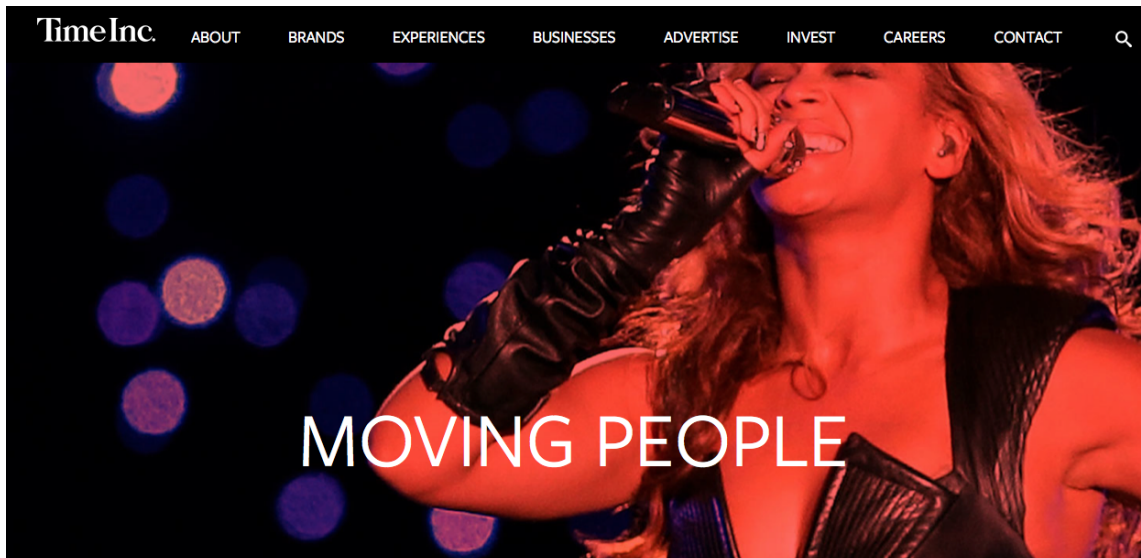 Time Inc. ABOUT BRANDS EXPERIENCES BUSINESSES ADVERTISE INVEST CAREERS CONTACT
MOVING PEOPLE